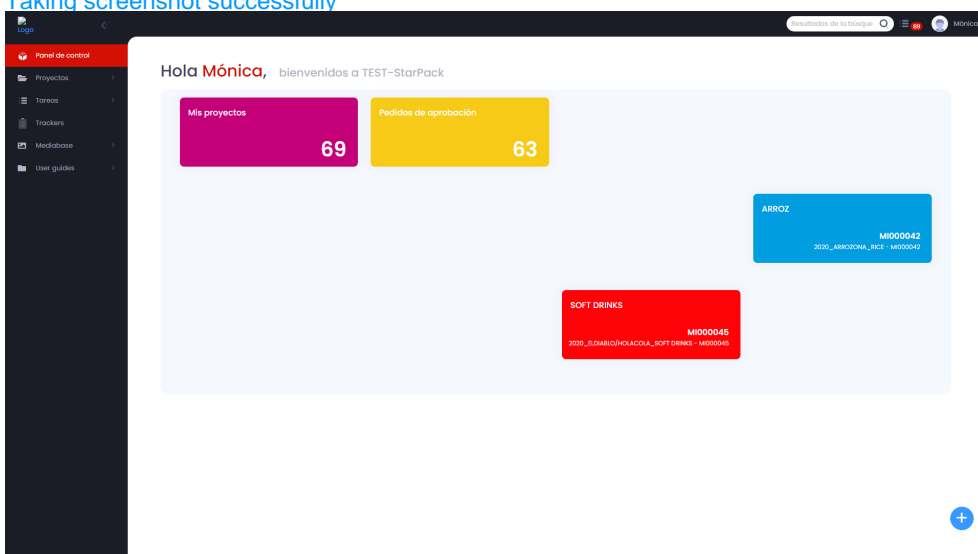 Taking screenshot successfully
Logo
Resultados de la búsque
89
Mónica
Panel de control
Proyectos
Tareas
Trackers
Mediabase
User guides
Hola Mónica, bienvenidos a TEST-StarPack
Mis proyectos
69
Pedidos de aprobación
63
ARROZ
MI000042
2020_ARROZONA_RICE - MI000042
SOFT DRINKS
MI000045
2020_ELDIABLO/HOLACOLA_SOFT DRINKS - MI000045